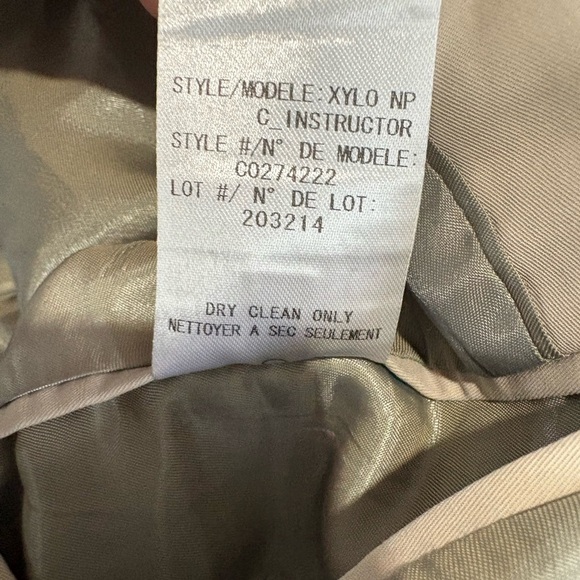 STYLE/MODELE: XYLO NP
C_INSTRUCTOR
STYLE #/N° DE MODELE:
C0274222
LOT #/ N° DE LOT:
203214
DRY CLEAN ONLY
NETTOYER A SEC SEULEMENT